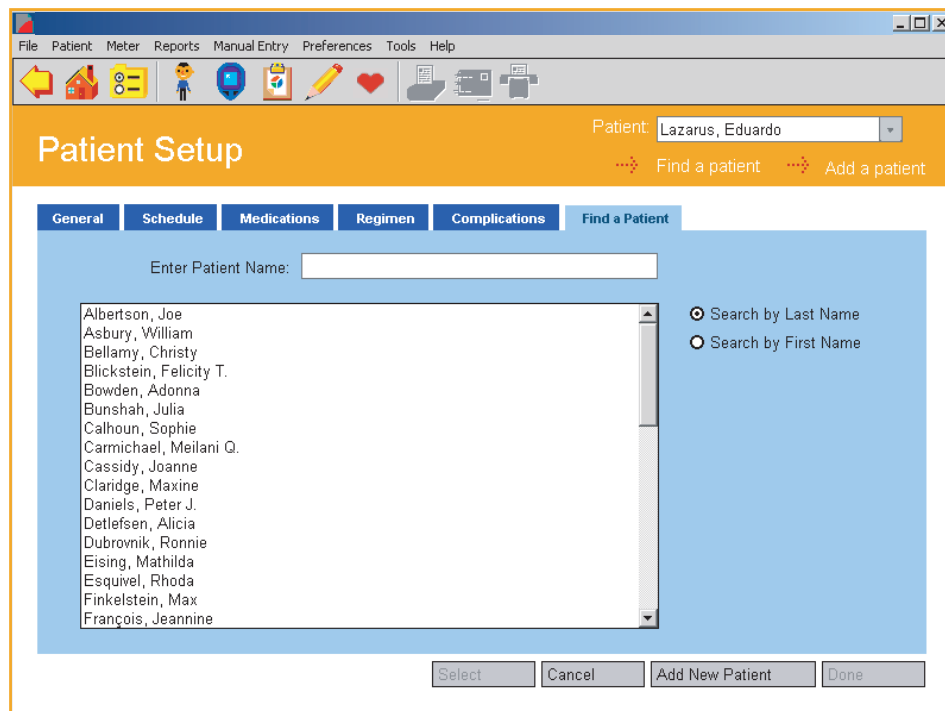 File Patient Meter Reports Manual Entry Preferences Tools Help
Patient Setup
Patient: Lazarus, Eduardo
Find a patient Add a patient
General Schedule Medications Regimen Complications Find a Patient
Enter Patient Name:
Albertson, Joe
Asbury, William
Bellamy, Christy
Blickstein, Felicity T.
Bowden, Adonna
Bunshah, Julia
Calhoun, Sophie
Carmichael, Meilani Q.
Cassidy, Joanne
Claridge, Maxine
Daniels, Peter J.
Detlefsen, Alicia
Dubrovnik, Ronnie
Eising, Mathilda
Esquivel, Rhoda
Finkelstein, Max
François, Jeannine
Search by Last Name
Search by First Name
Select Cancel Add New Patient Done